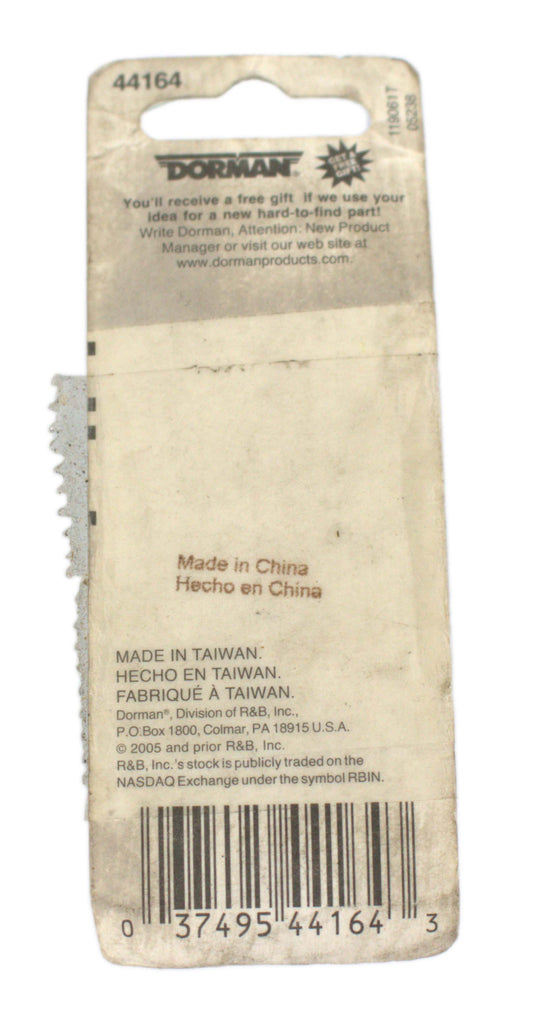 44164
119061T
05238
DORMAN®
GET A
FREE
GIFT!
You'll receive a free gift if we use your
idea for a new hard-to-find part!
Write Dorman, Attention: New Product
Manager or visit our web site at
www.dormanproducts.com.
Made in China
Hecho en China
MADE IN TAIWAN.
HECHO EN TAIWAN.
FABRIQUÉ À TAIWAN.
Dorman®, Division of R&B, Inc.,
P.O.Box 1800, Colmar, PA 18915 U.S.A.
© 2005 and prior R&B, Inc.
R&B, Inc.'s stock is publicly traded on the
NASDAQ Exchange under the symbol RBIN.
0 37495 44164 3